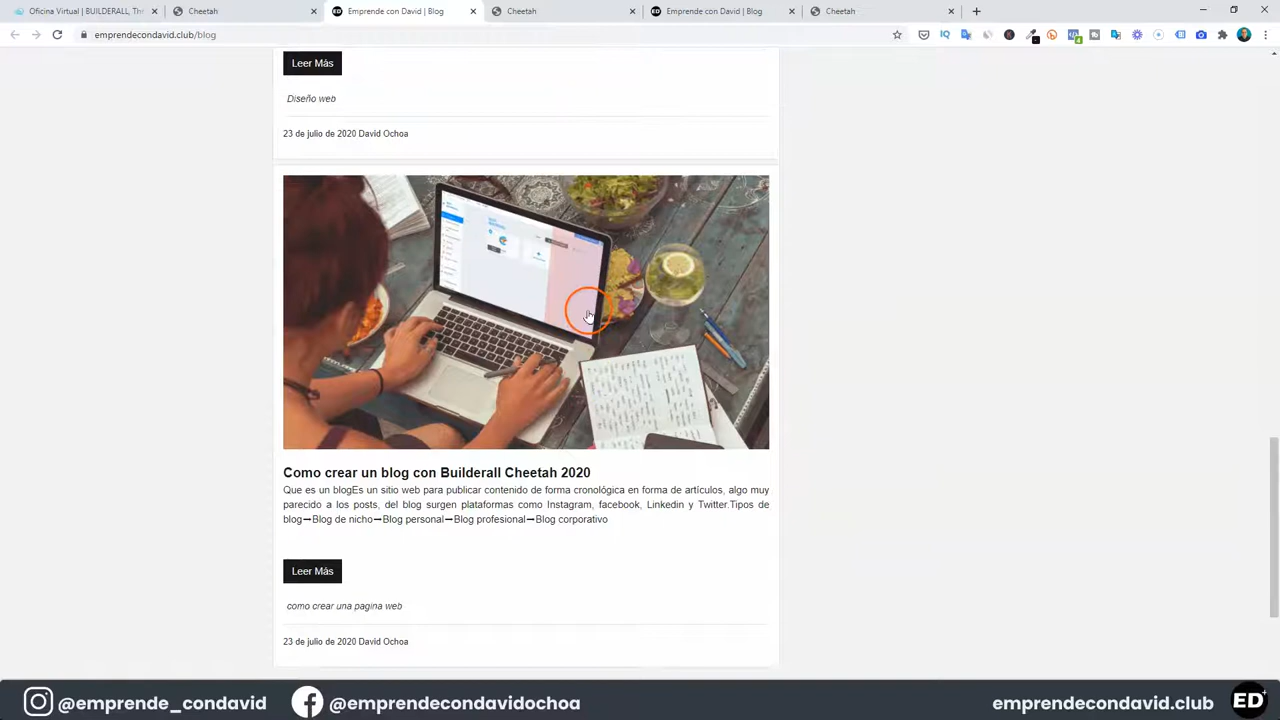 Oficina Virtual | BUILDERALL, Th
Cheetah
Emprende con David | Blog
Cheetah
Emprende con David | Blog
Cheetah
emprendecondavid.club/blog
Leer Más
Diseño web
23 de julio de 2020 David Ochoa
Como crear un blog con Builderall Cheetah 2020
Que es un blogEs un sitio web para publicar contenido de forma cronológica en forma de artículos, algo muy
parecido a los posts, del blog surgen plataformas como Instagram, facebook, Linkedin y Twitter.Tipos de
blog➞Blog de nicho➞Blog personal➞Blog profesional➞Blog corporativo
Leer Más
como crear una pagina web
23 de julio de 2020 David Ochoa
@emprende_condavid
@emprendecondavidochoa
emprendecondavid.club
ED+